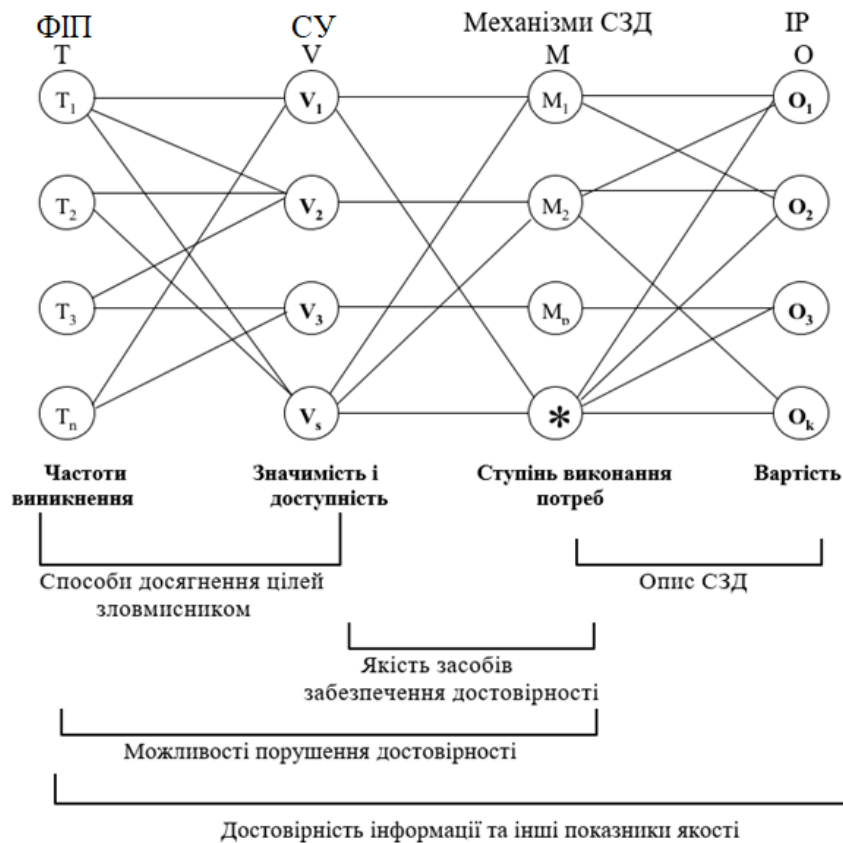 ФІП СУ Механізми СЗД ІР
T V M O
T1 V1 M1 O1
T2 V2 M2 O2
T3 V3 Mp O3
Tn Vs * Ok
Частоти виникнення
Значимість і доступність
Ступінь виконання потреб
Вартість
Способи досягнення цілей
зловмисником
Опис СЗД
Якість засобів
забезпечення достовірності
Можливості порушення достовірності
Достовірність інформації та інші показники якості